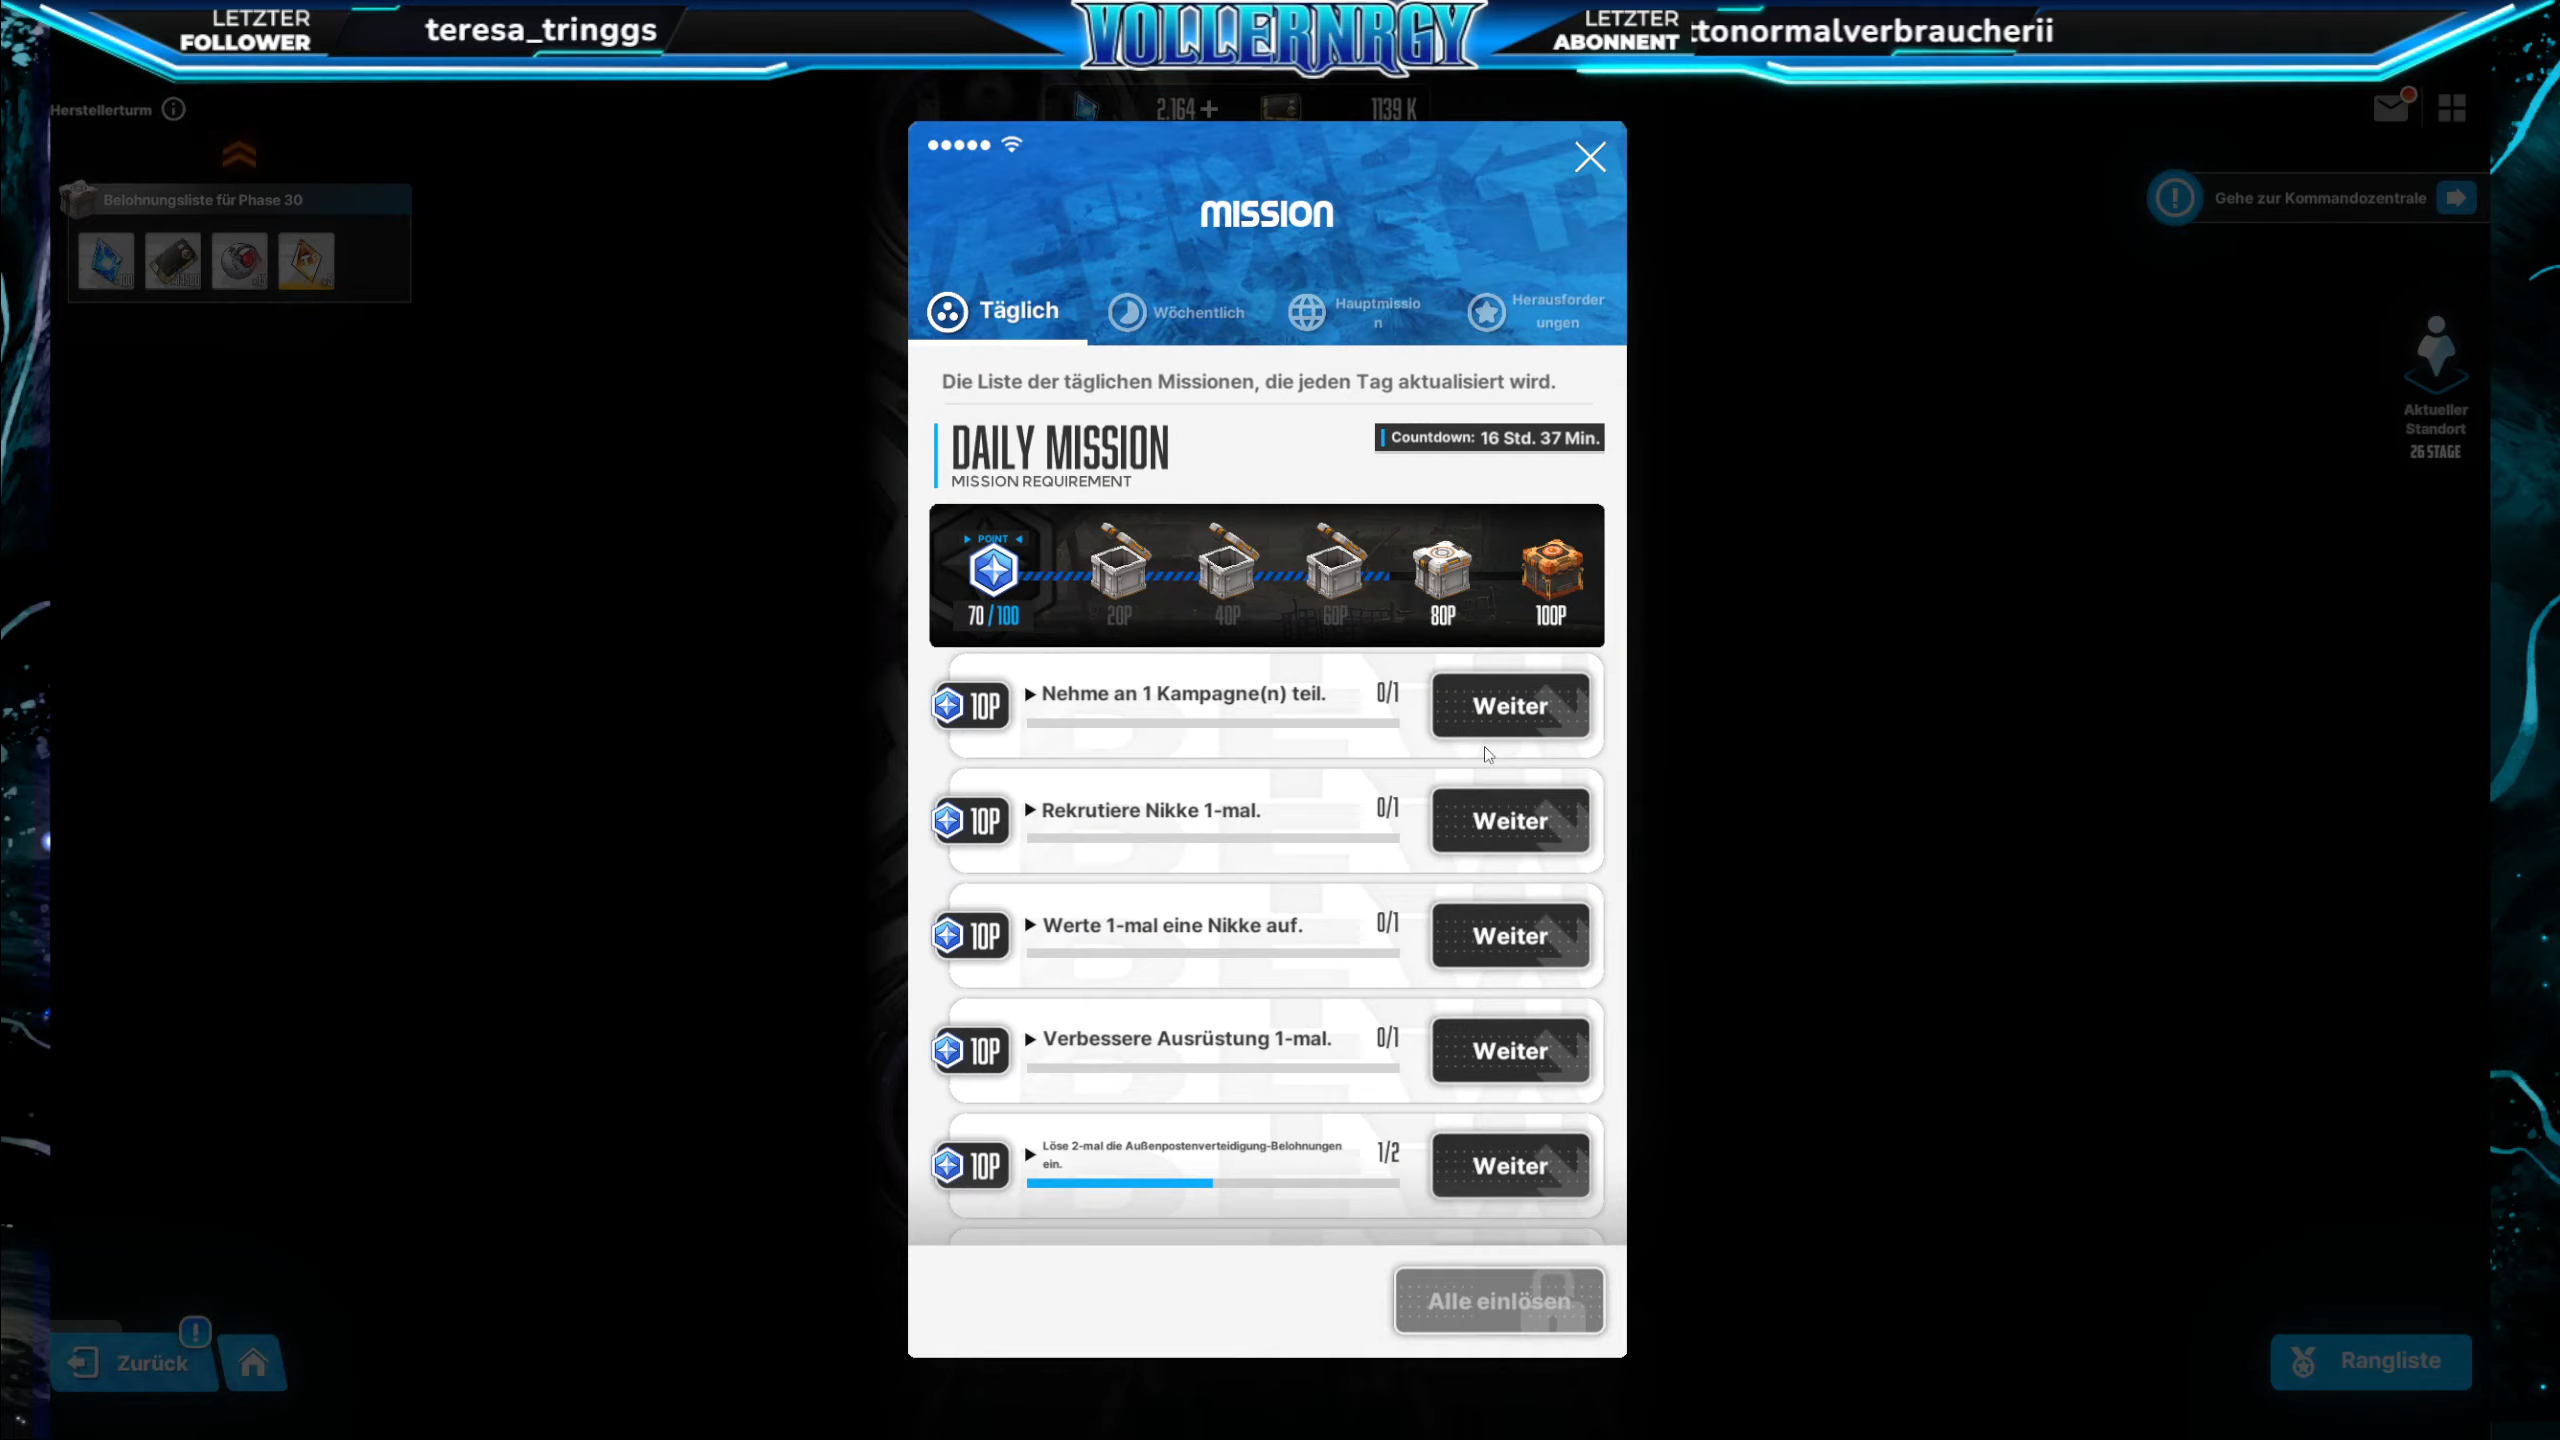 LETZTER
FOLLOWER
teresa_tringgs
VOLLERNRGY
LETZTER
ABONNENT
tonormalverbraucherii
Herstellerturm
2.164
1139 K
Belohnungsliste für Phase 30
Gehe zur Kommandozentrale
Aktueller
Standort
26 STAGE
MISSION
Täglich
Wöchentlich
Hauptmissio
n
Herausforder
ungen
Die Liste der täglichen Missionen, die jeden Tag aktualisiert wird.
DAILY MISSION
MISSION REQUIREMENT
Countdown: 16 Std. 37 Min.
POINT
70 / 100
20P
40P
60P
80P
100P
10P
Nehme an 1 Kampagne(n) teil.
0/1
Weiter
10P
Rekrutiere Nikke 1-mal.
0/1
Weiter
10P
Werte 1-mal eine Nikke auf.
0/1
Weiter
10P
Verbessere Ausrüstung 1-mal.
0/1
Weiter
10P
Löse 2-mal die Außenpostenverteidigung-Belohnungen
ein.
1/2
Weiter
Alle einlösen
Zurück
Rangliste